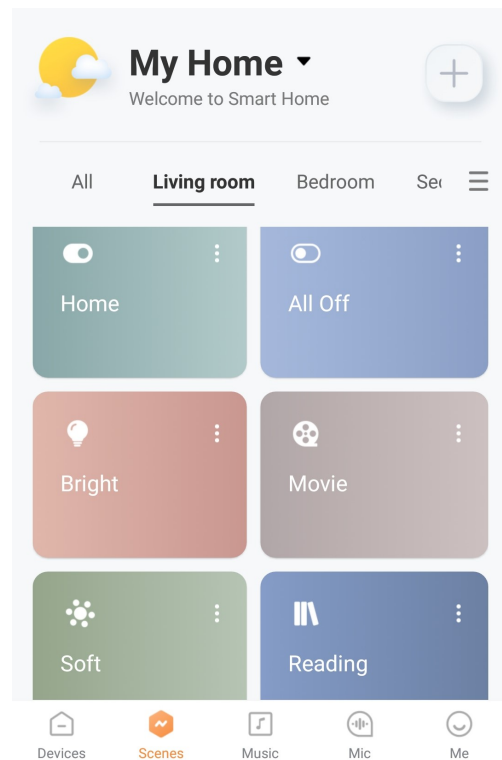 My Home
Welcome to Smart Home
All Living room Bedroom
Home All Off
Bright Movie
Soft Reading
Devices Scenes Music Mic Me